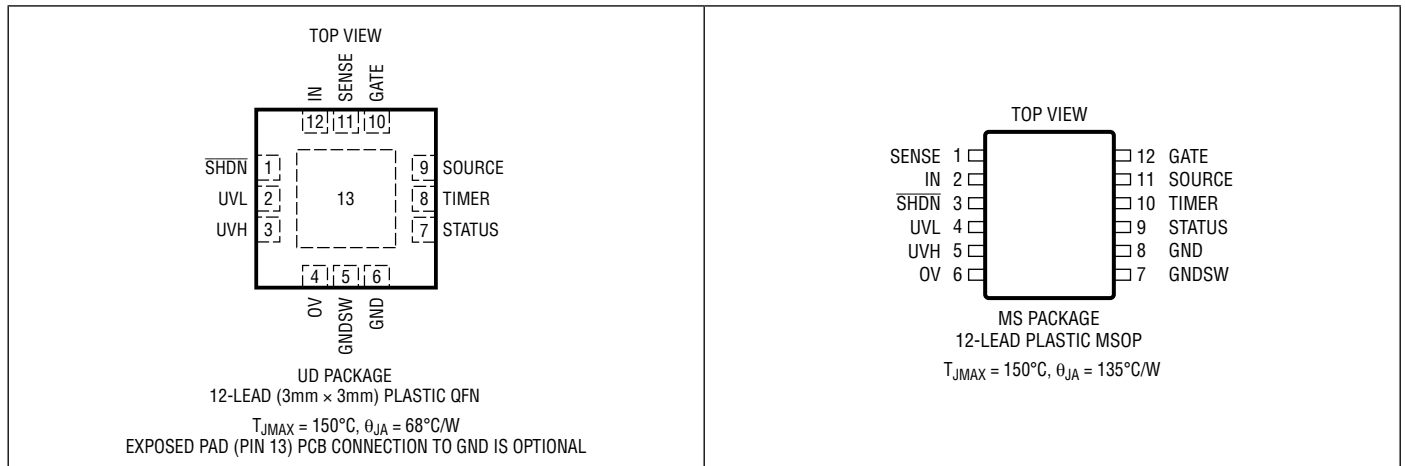 TOP VIEW
IN
SENSE
GATE
12 11 10
SHDN 1
UVL 2
UVH 3
13
9 SOURCE
8 TIMER
7 STATUS
4 5 6
OV
GNDSW
GND
UD PACKAGE
12-LEAD (3mm × 3mm) PLASTIC QFN
TJMAX = 150°C, θJA = 68°C/W
EXPOSED PAD (PIN 13) PCB CONNECTION TO GND IS OPTIONAL
TOP VIEW
SENSE 1
IN 2
SHDN 3
UVL 4
UVH 5
OV 6
12 GATE
11 SOURCE
10 TIMER
9 STATUS
8 GND
7 GNDSW
MS PACKAGE
12-LEAD PLASTIC MSOP
TJMAX = 150°C, θJA = 135°C/W